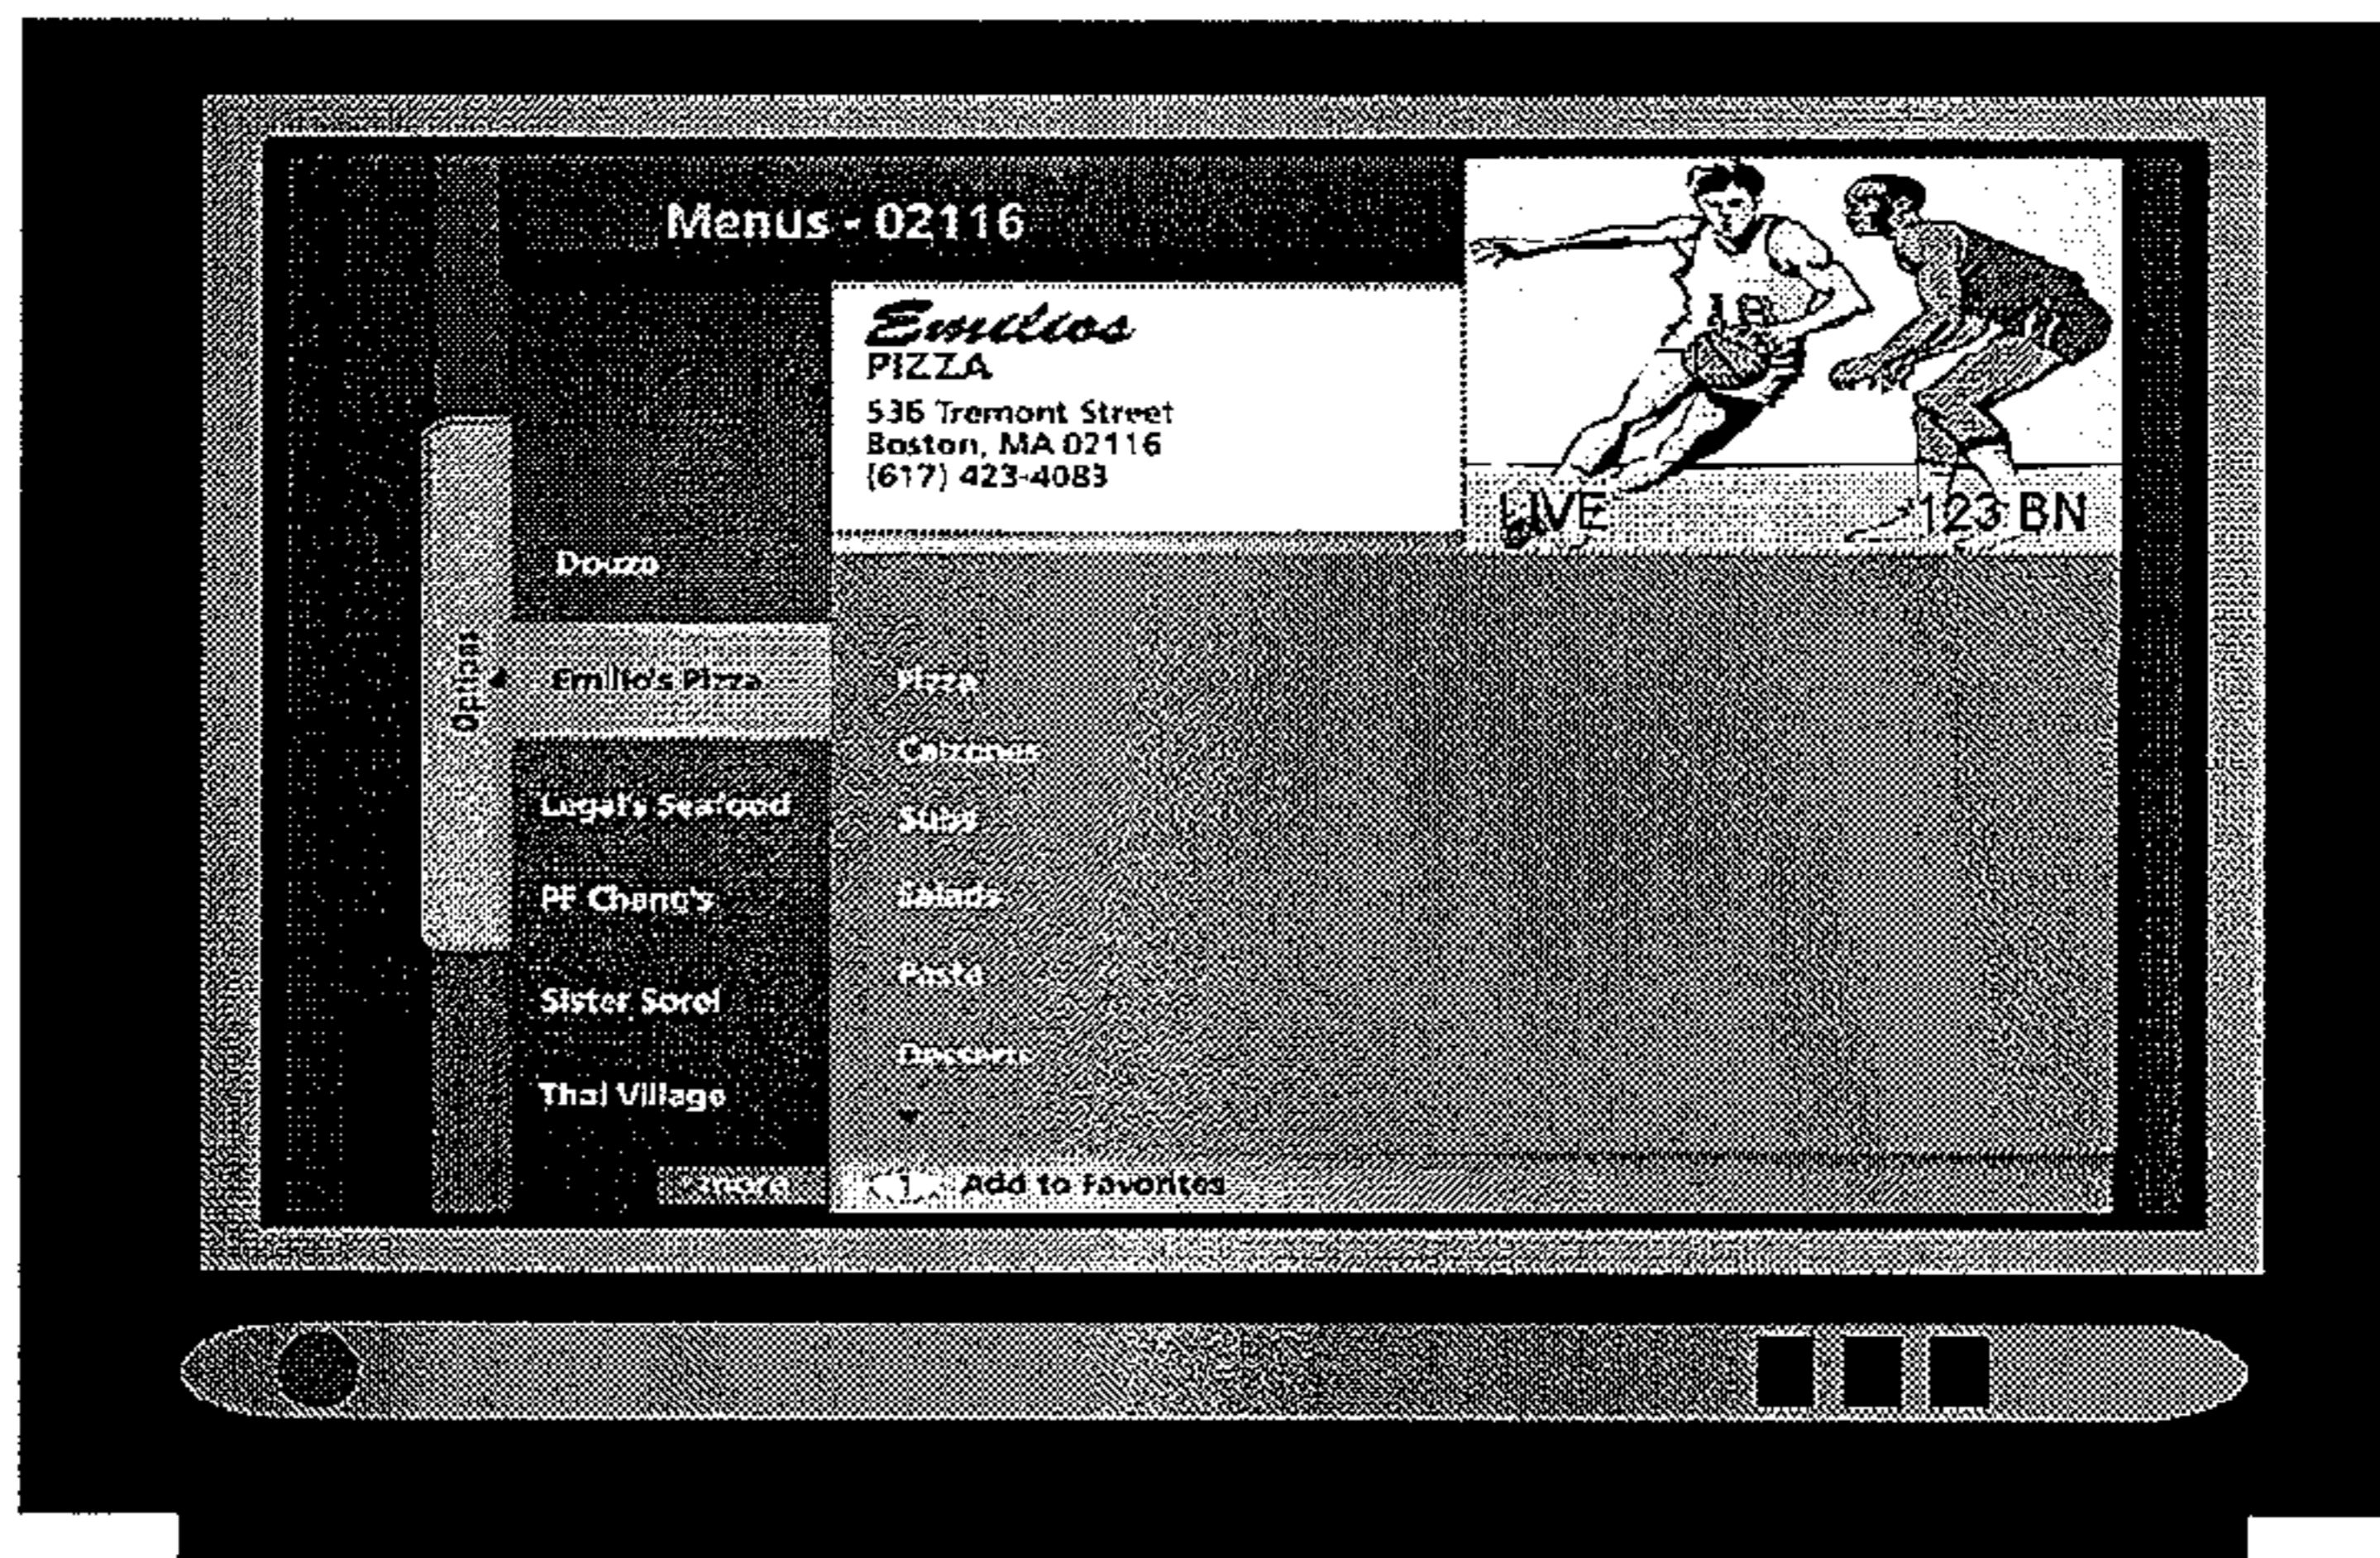 Menus - 02116
Emilios
PIZZA
536 Tremont Street
Boston, MA 02116
(617) 423-4083
LIVE 123 BN
Options
Douzo
Emilio's Pizza
Legal's Seafood
PF Chang's
Sister Sorel
Thai Village
more
Pizza
Calzones
Subs
Salads
Pasta
Desserts
Add to Favorites